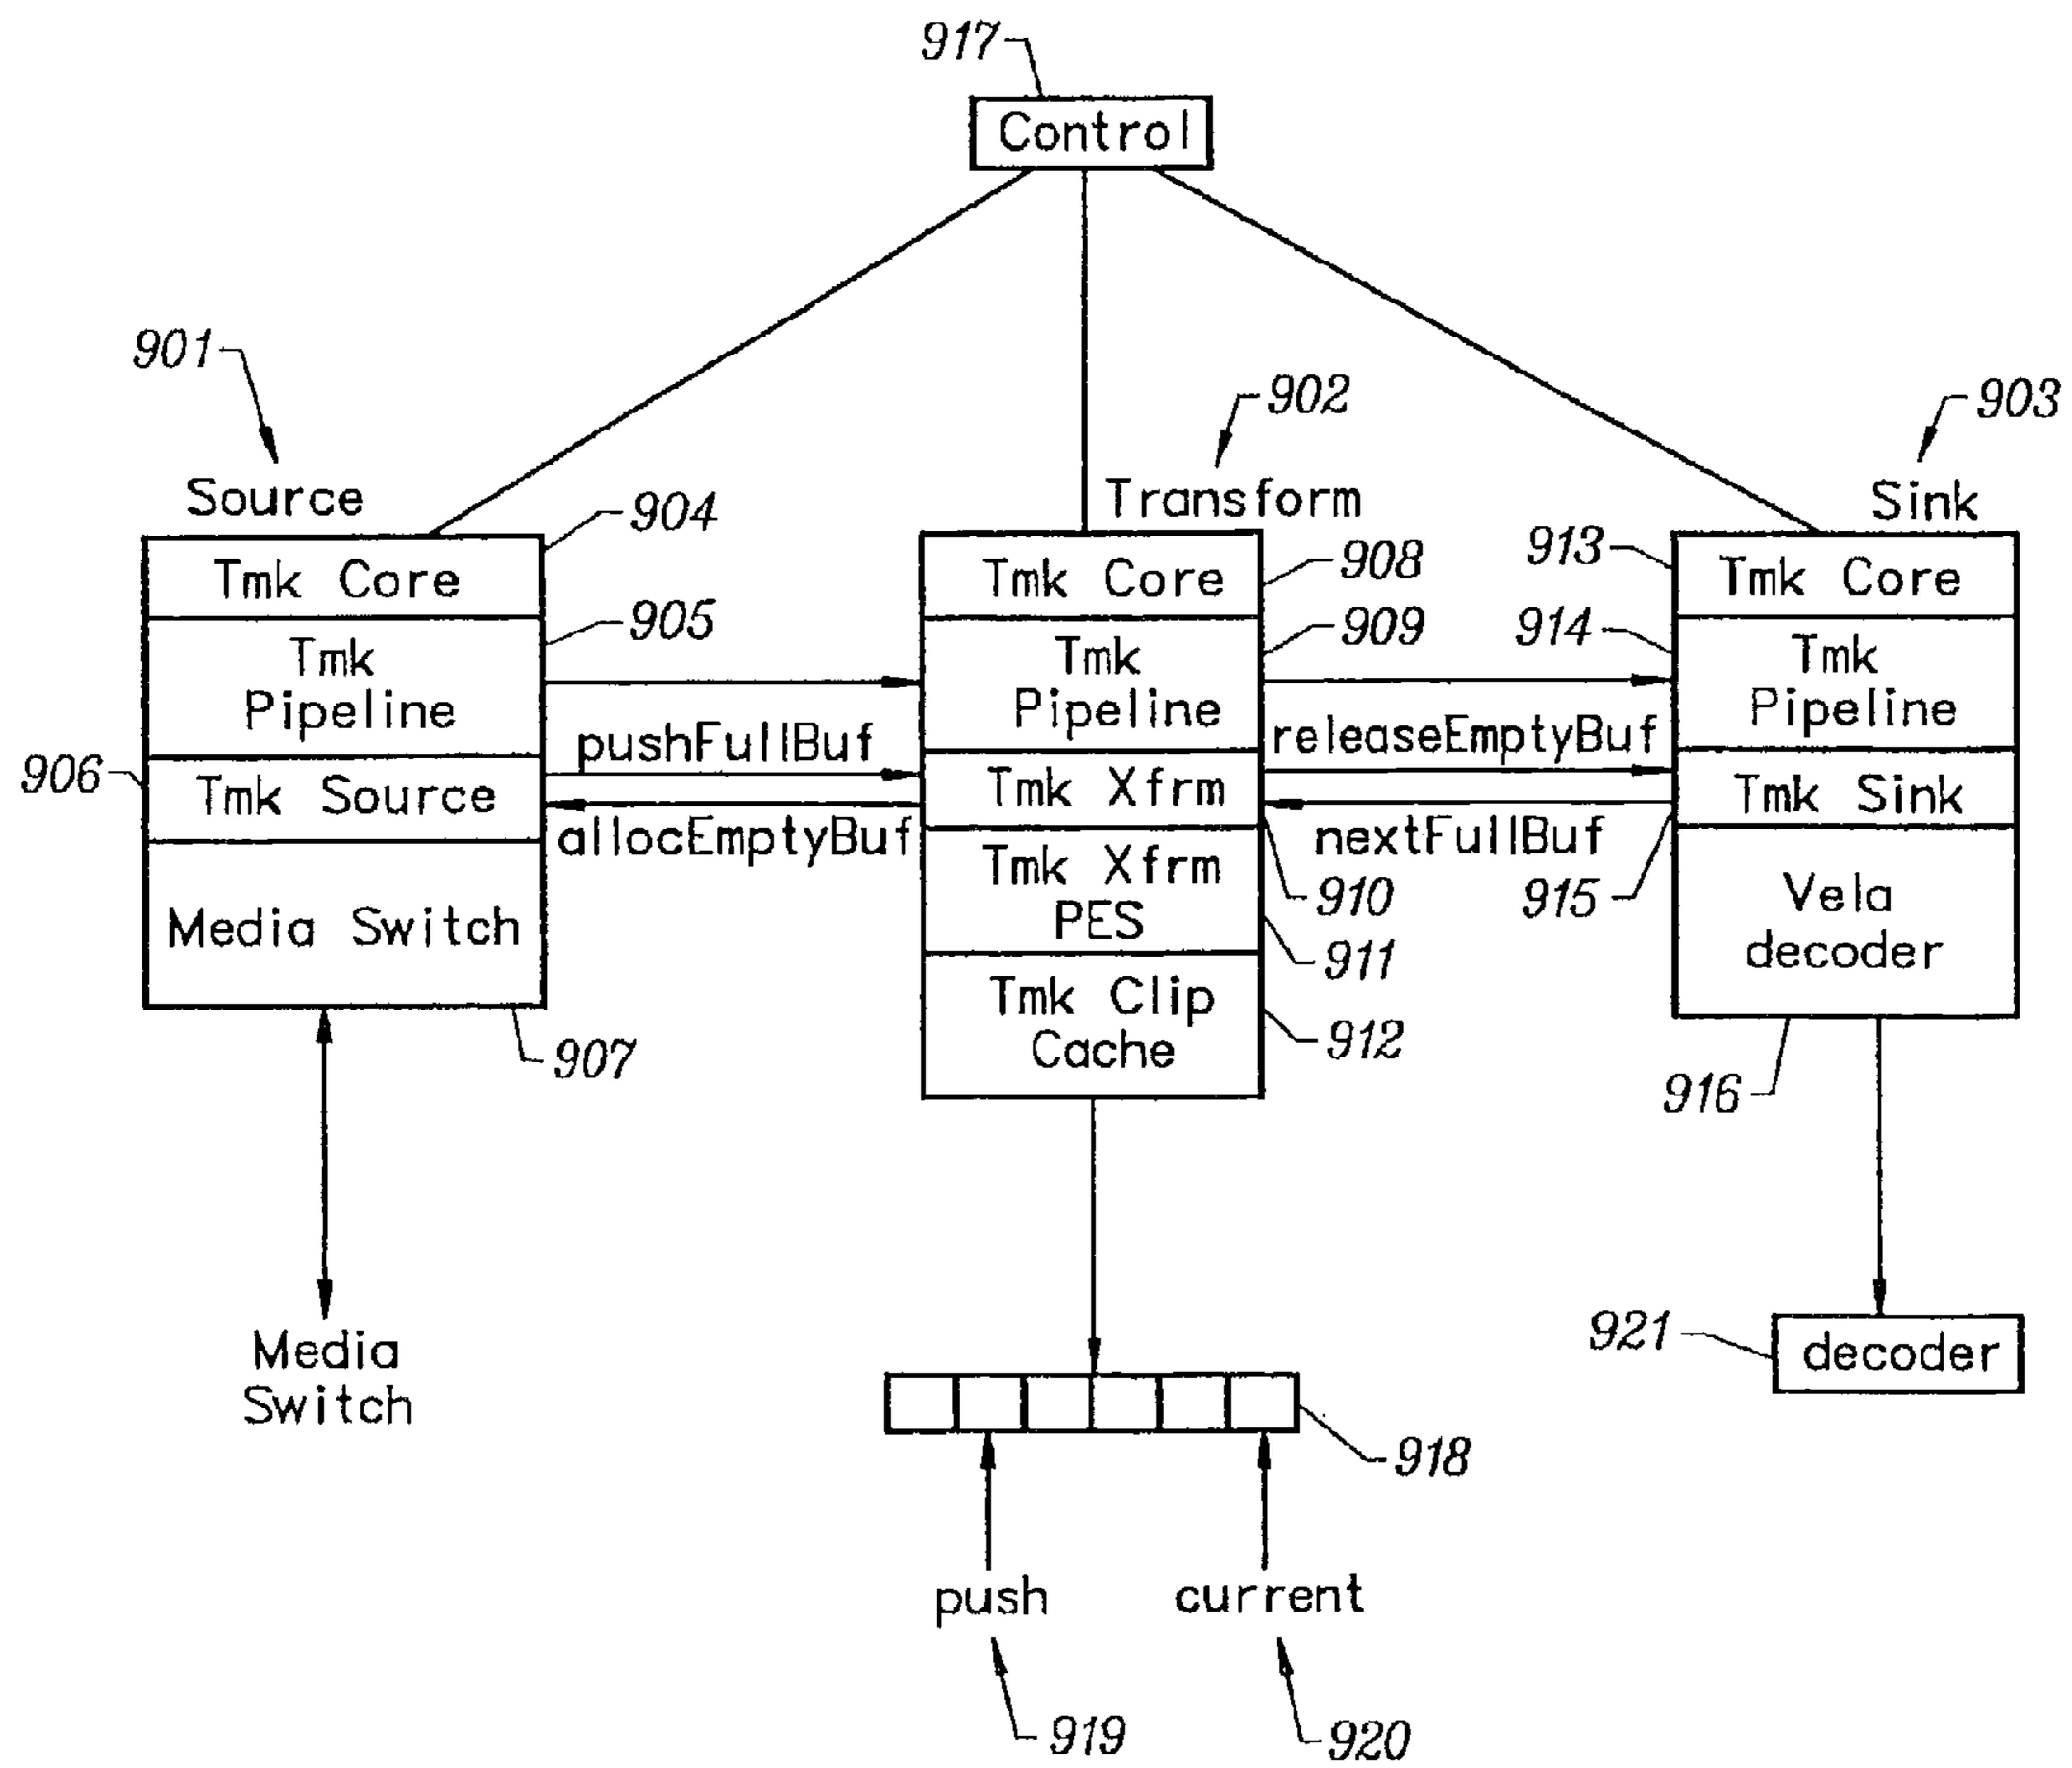 917
Control
901
902
903
Source
Transform
Sink
904
913
Tmk Core
Tmk Core
908
Tmk Core
905
909
914
Tmk
Pipeline
Tmk
Pipeline
Tmk
Pipeline
pushFullBuf
releaseEmptyBuf
906
Tmk Source
Tmk Xfrm
Tmk Sink
allocEmptyBuf
nextFullBuf
Tmk Xfrm
PES
910
915
Vela
decoder
Media Switch
911
Tmk Clip
Cache
912
907
916
Media
Switch
921
decoder
918
push
current
919
920